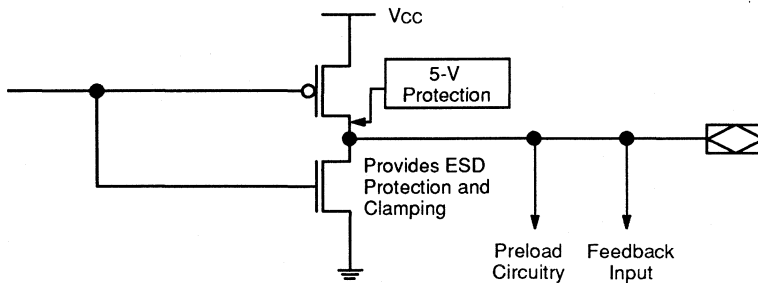 Vcc
5-V
Protection
Provides ESD
Protection and
Clamping
Preload
Circuitry
Feedback
Input